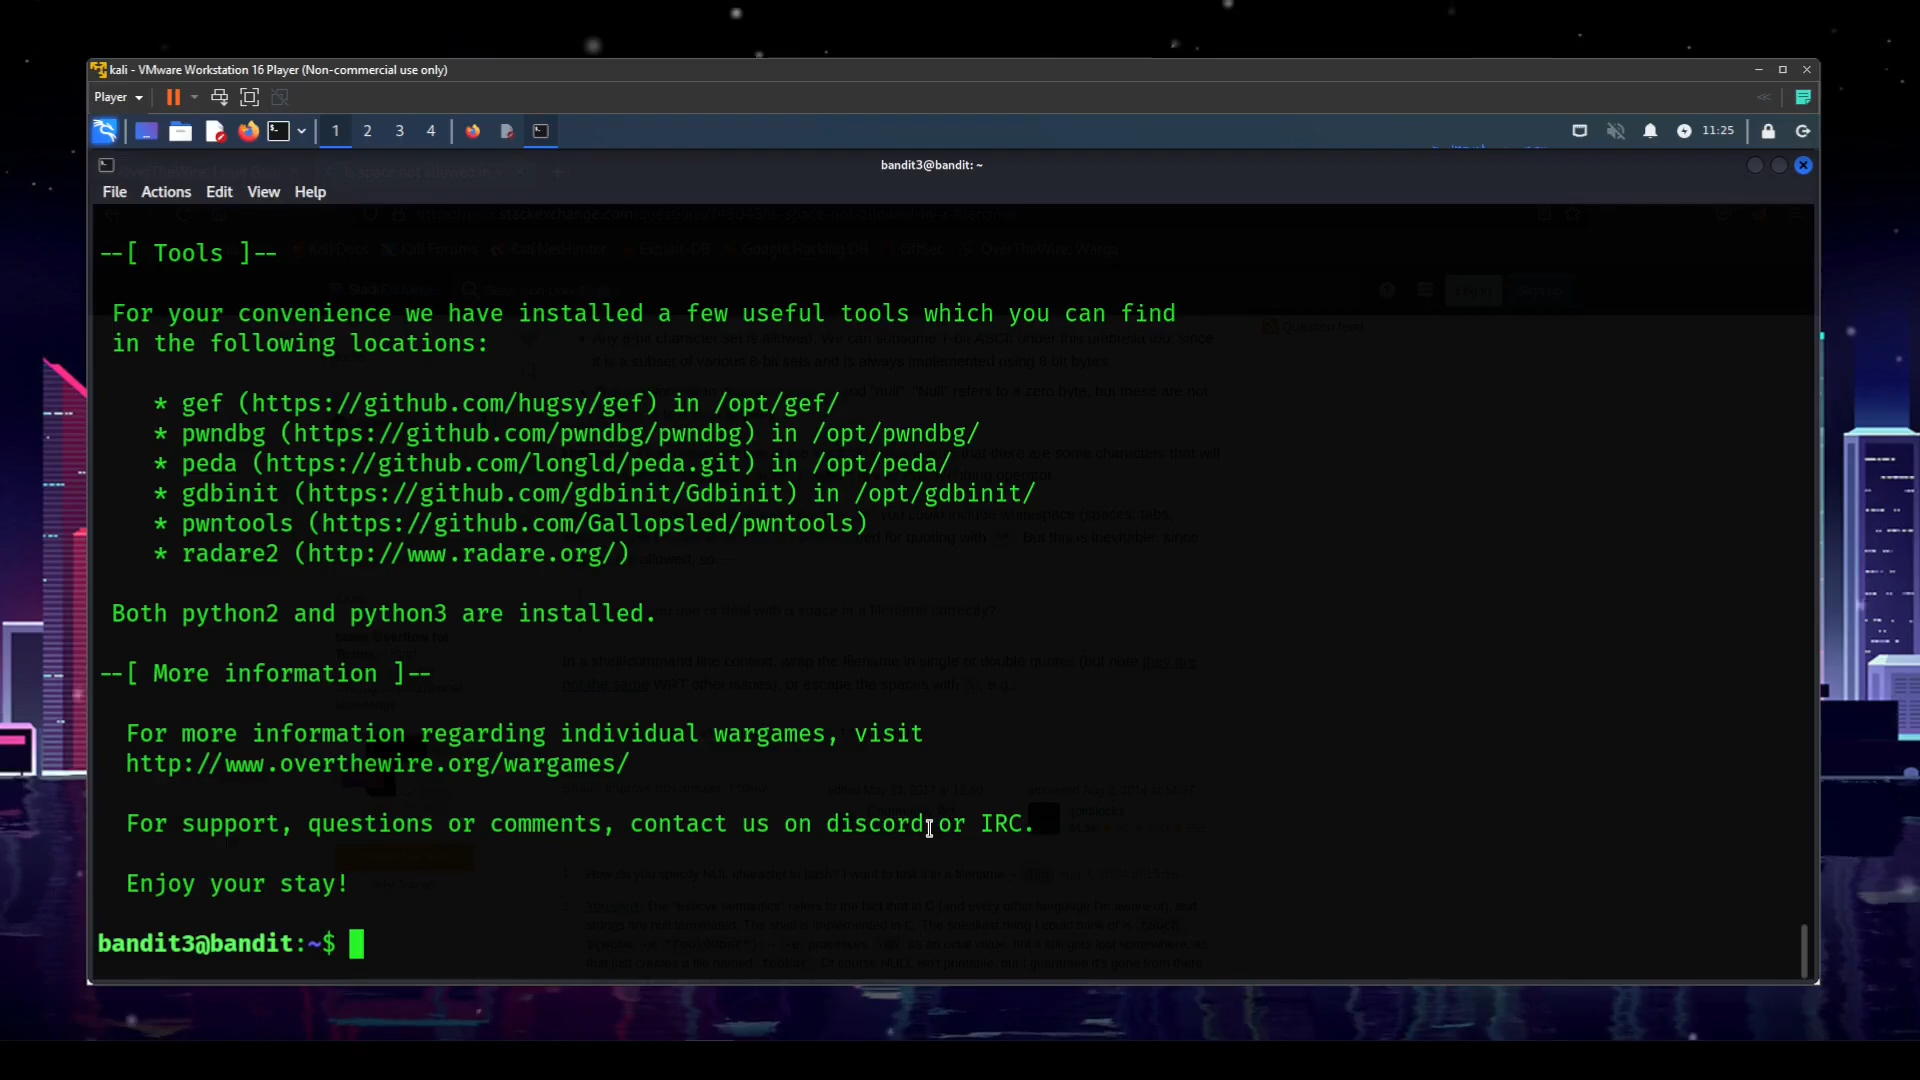 kali - VMware Workstation 16 Player (Non-commercial use only)
Player
1 2 3 4 11:25
bandit3@bandit: ~
File Actions Edit View Help
--[ Tools ]--
For your convenience we have installed a few useful tools which you can find
in the following locations:
* gef (https://github.com/hugsy/gef) in /opt/gef/
* pwndbg (https://github.com/pwndbg/pwndbg) in /opt/pwndbg/
* peda (https://github.com/longld/peda.git) in /opt/peda/
* gdbinit (https://github.com/gdbinit/Gdbinit) in /opt/gdbinit/
* pwntools (https://github.com/Gallopsled/pwntools)
* radare2 (http://www.radare.org/)
Both python2 and python3 are installed.
--[ More information ]--
For more information regarding individual wargames, visit
http://www.overthewire.org/wargames/
For support, questions or comments, contact us on discord or IRC.
Enjoy your stay!
bandit3@bandit:~$